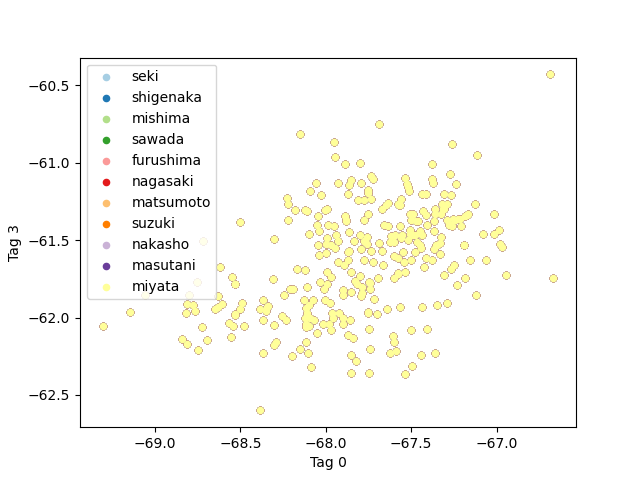 seki
shigenaka
mishima
sawada
furushima
nagasaki
matsumoto
suzuki
nakasho
masutani
miyata
−60.5
−61.0
−61.5
−62.0
−62.5
Tag 3
−69.0 −68.5 −68.0 −67.5 −67.0
Tag 0